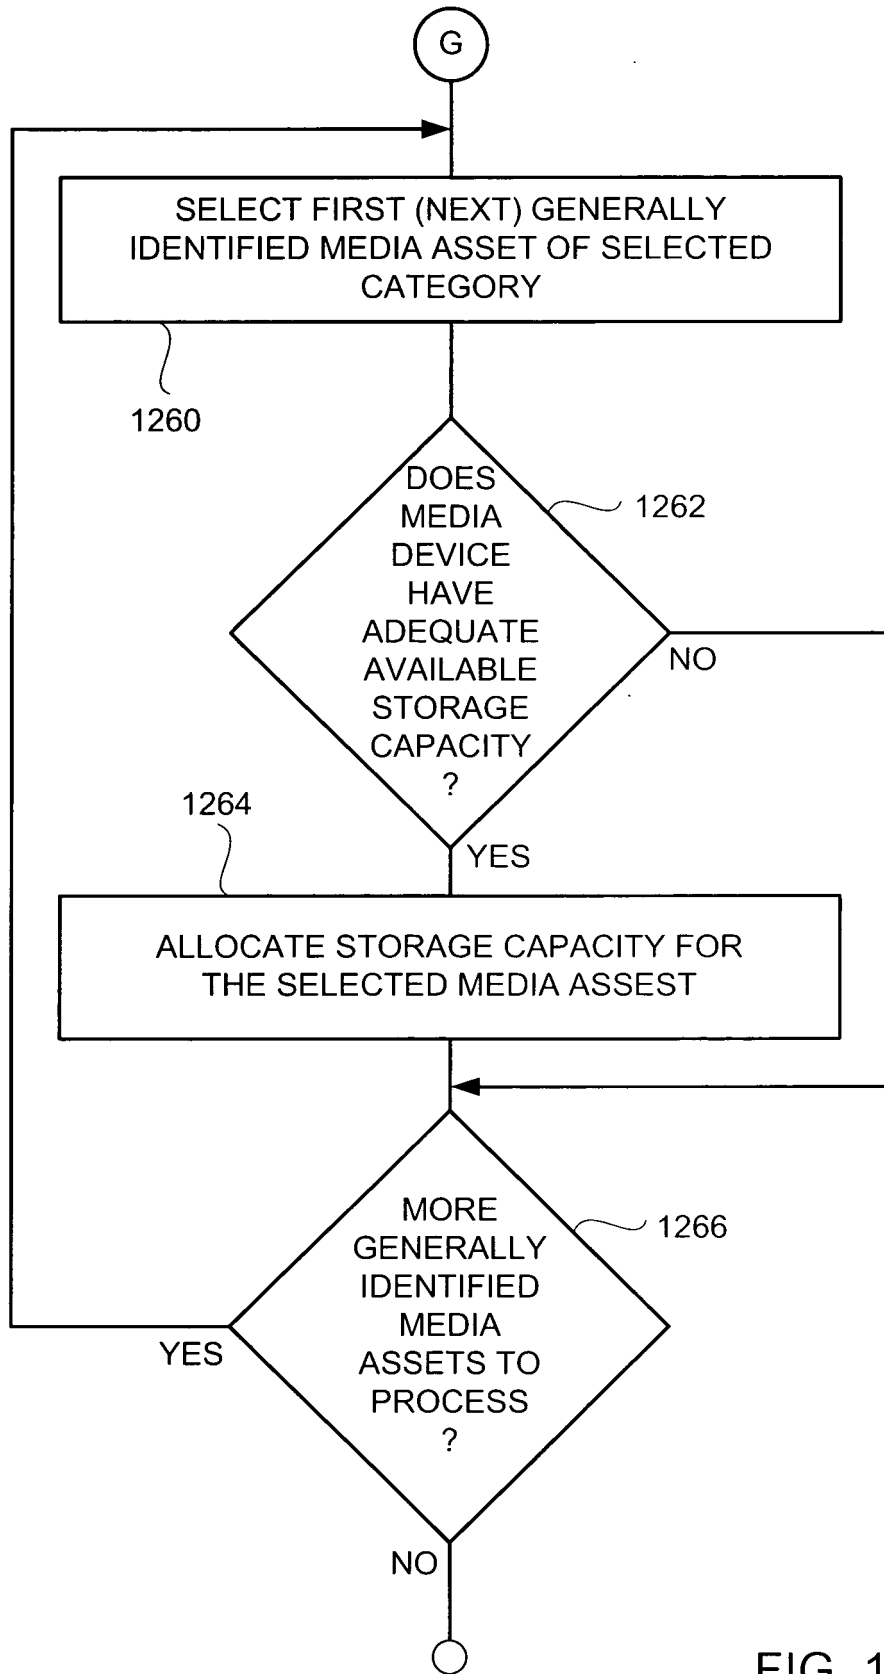 G
SELECT FIRST (NEXT) GENERALLY
IDENTIFIED MEDIA ASSET OF SELECTED
CATEGORY
1260
DOES
MEDIA
DEVICE
HAVE
ADEQUATE
AVAILABLE
STORAGE
CAPACITY
?
1262
NO
1264
YES
ALLOCATE STORAGE CAPACITY FOR
THE SELECTED MEDIA ASSEST
MORE
GENERALLY
IDENTIFIED
MEDIA
ASSETS TO
PROCESS
?
1266
YES
NO
FIG. 1